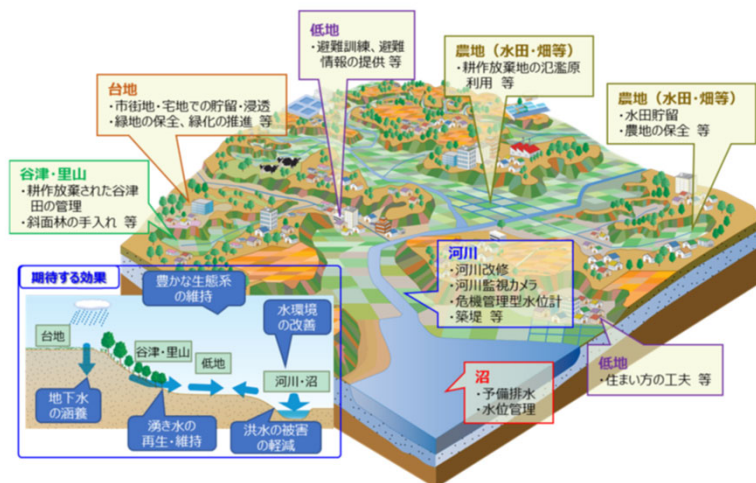 低地
・避難訓練、避難
情報の提供 等
農地（水田・畑等）
・耕作放棄地の氾濫原
利用 等
台地
・市街地・宅地での貯留・浸透
・緑地の保全、緑化の推進 等
農地（水田・畑等）
・水田貯留
・農地の保全 等
谷津・里山
・耕作放棄された谷津
田の管理
・斜面林の手入れ 等
河川
・河川改修
・河川監視カメラ
・危機管理型水位計
・築堤 等
低地
・住まい方の工夫 等
沼
・予備排水
・水位管理
期待する効果
豊かな生態系
の維持
水環境
の改善
台地
谷津・里山
低地
河川・沼
地下水
の涵養
湧き水の
再生・維持
洪水の被害
の軽減